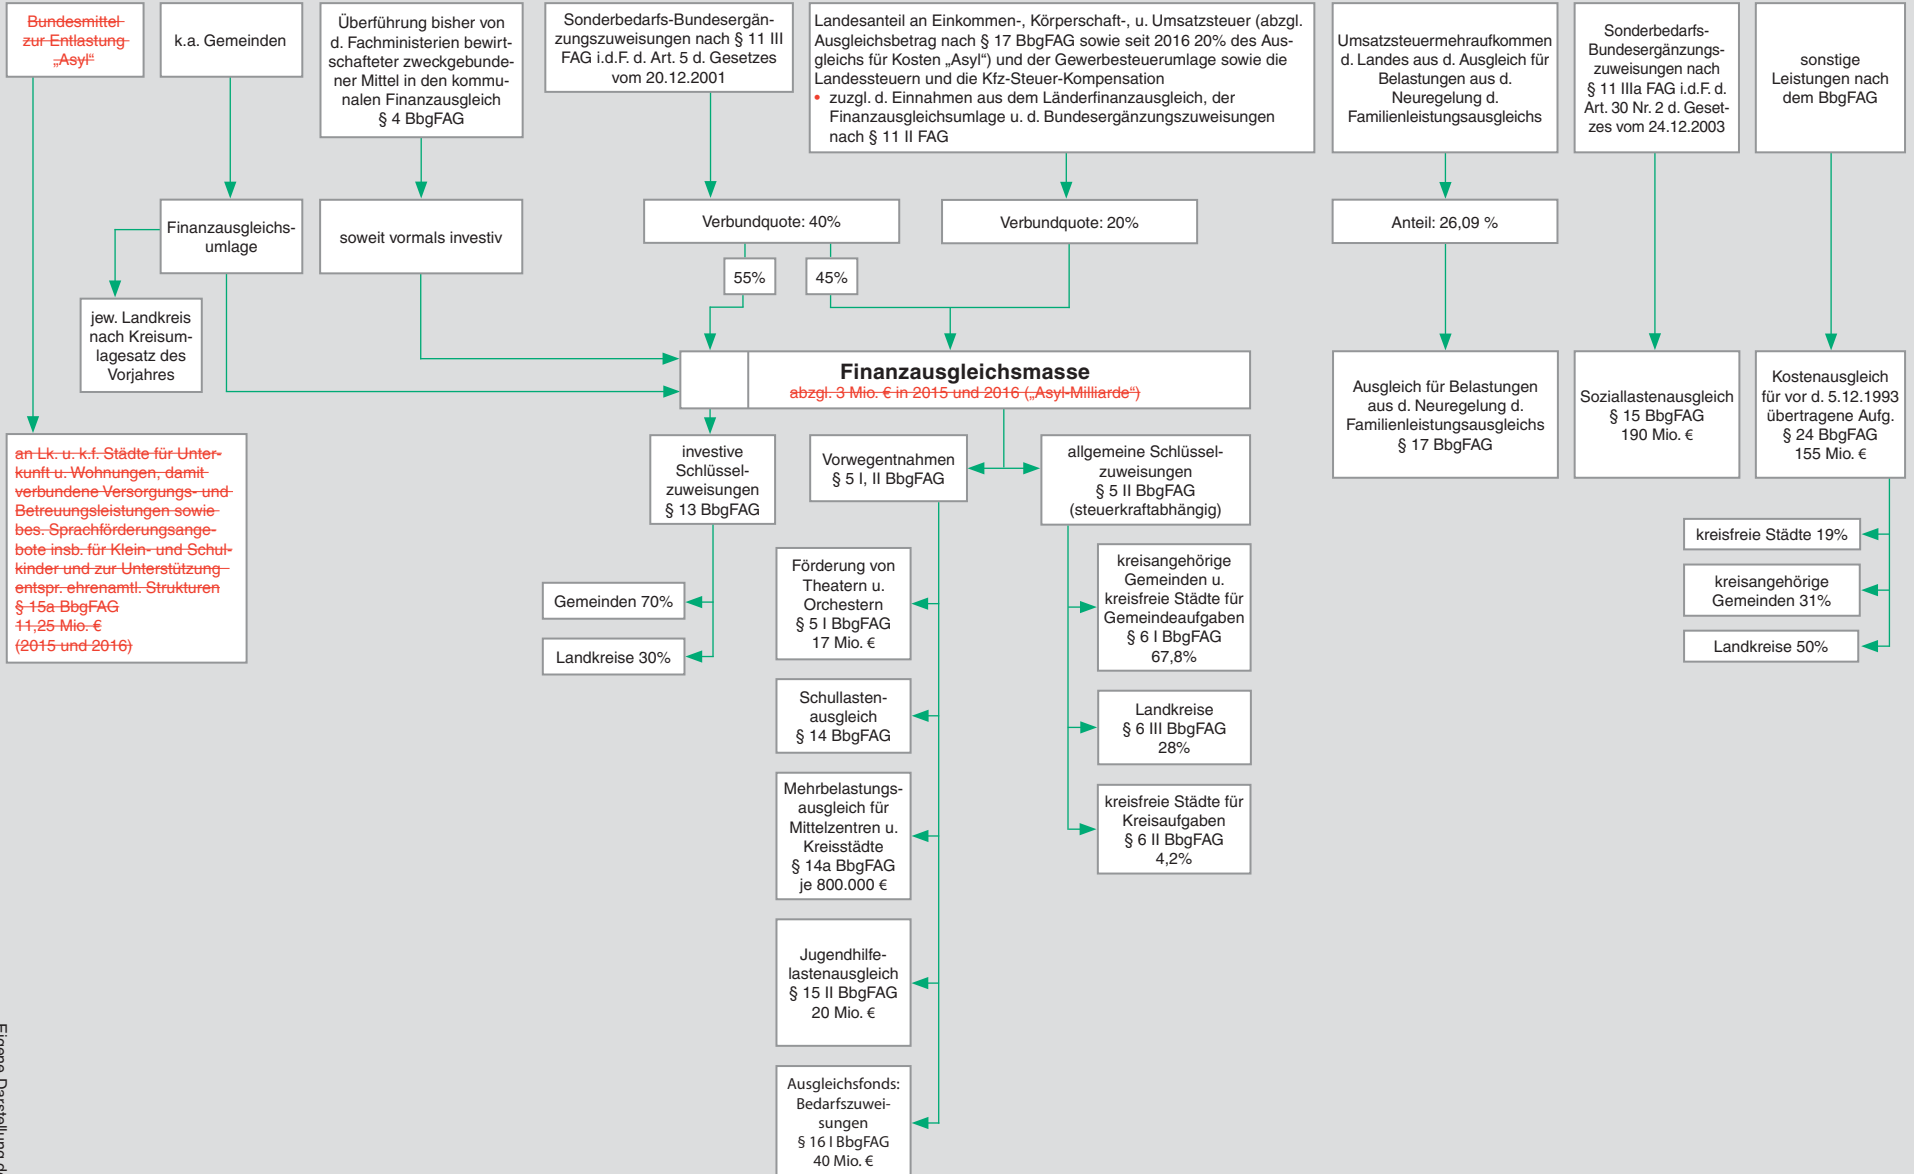 Bundesmittel
zur Entlastung
„Asyl“
k.a. Gemeinden
Überführung bisher von
d. Fachministerien bewirt-
schafteter zweckgebunde-
ner Mittel in den kommu-
nalen Finanzausgleich
§ 4 BbgFAG
Sonderbedarfs-Bundesergän-
zungszuweisungen nach § 11 III
FAG i.d.F. d. Art. 5 d. Gesetzes
vom 20.12.2001
Landesanteil an Einkommen-, Körperschaft-, u. Umsatzsteuer (abzgl.
Ausgleichsbetrag nach § 17 BbgFAG sowie seit 2016 20% des Aus-
gleichs für Kosten „Asyl“) und der Gewerbesteuerumlage sowie die
Landessteuern und die Kfz-Steuer-Kompensation
• zuzgl. d. Einnahmen aus dem Länderfinanzausgleich, der
Finanzausgleichsumlage u. d. Bundesergänzungszuweisungen
nach § 11 II FAG
Umsatzsteuermehraufkommen
d. Landes aus d. Ausgleich für
Belastungen aus d.
Neuregelung d.
Familienleistungsausgleichs
Sonderbedarfs-
Bundesergänzungs-
zuweisungen nach
§ 11 IIIa FAG i.d.F. d.
Art. 30 Nr. 2 d. Geset-
zes vom 24.12.2003
sonstige
Leistungen nach
dem BbgFAG
Finanzausgleichs-
umlage
soweit vormals investiv
Verbundquote: 40%
Verbundquote: 20%
Anteil: 26,09 %
55%
45%
jew. Landkreis
nach Kreisum-
lagesatz des
Vorjahres
Finanzausgleichsmasse
abzgl. 3 Mio. € in 2015 und 2016 („Asyl-Milliarde“)
Ausgleich für Belastungen
aus d. Neuregelung d.
Familienleistungsausgleichs
§ 17 BbgFAG
Soziallastenausgleich
§ 15 BbgFAG
190 Mio. €
Kostenausgleich
für vor d. 5.12.1993
übertragene Aufg.
§ 24 BbgFAG
155 Mio. €
an Lk. u. k.f. Städte für Unter-
kunft u. Wohnungen, damit
verbundene Versorgungs- und
Betreuungsleistungen sowie
bes. Sprachförderungsange-
bote insb. für Klein- und Schul-
kinder und zur Unterstützung
entspr. ehrenamtl. Strukturen
§ 15a BbgFAG
11,25 Mio. €
(2015 und 2016)
investive
Schlüssel-
zuweisungen
§ 13 BbgFAG
Vorwegentnahmen
§ 5 I, II BbgFAG
allgemeine Schlüssel-
zuweisungen
§ 5 II BbgFAG
(steuerkraftabhängig)
kreisfreie Städte 19%
kreisangehörige
Gemeinden 31%
Landkreise 50%
Gemeinden 70%
Landkreise 30%
Förderung von
Theatern u.
Orchestern
§ 5 I BbgFAG
17 Mio. €
kreisangehörige
Gemeinden u.
kreisfreie Städte für
Gemeindeaufgaben
§ 6 I BbgFAG
67,8%
Schullasten-
ausgleich
§ 14 BbgFAG
Landkreise
§ 6 III BbgFAG
28%
Mehrbelastungs-
ausgleich für
Mittelzentren u.
Kreisstädte
§ 14a BbgFAG
je 800.000 €
kreisfreie Städte für
Kreisaufgaben
§ 6 II BbgFAG
4,2%
Jugendhilfe-
lastenausgleich
§ 15 II BbgFAG
20 Mio. €
Ausgleichsfonds:
Bedarfszuwei-
sungen
§ 16 I BbgFAG
40 Mio. €
Eigene Darstellung